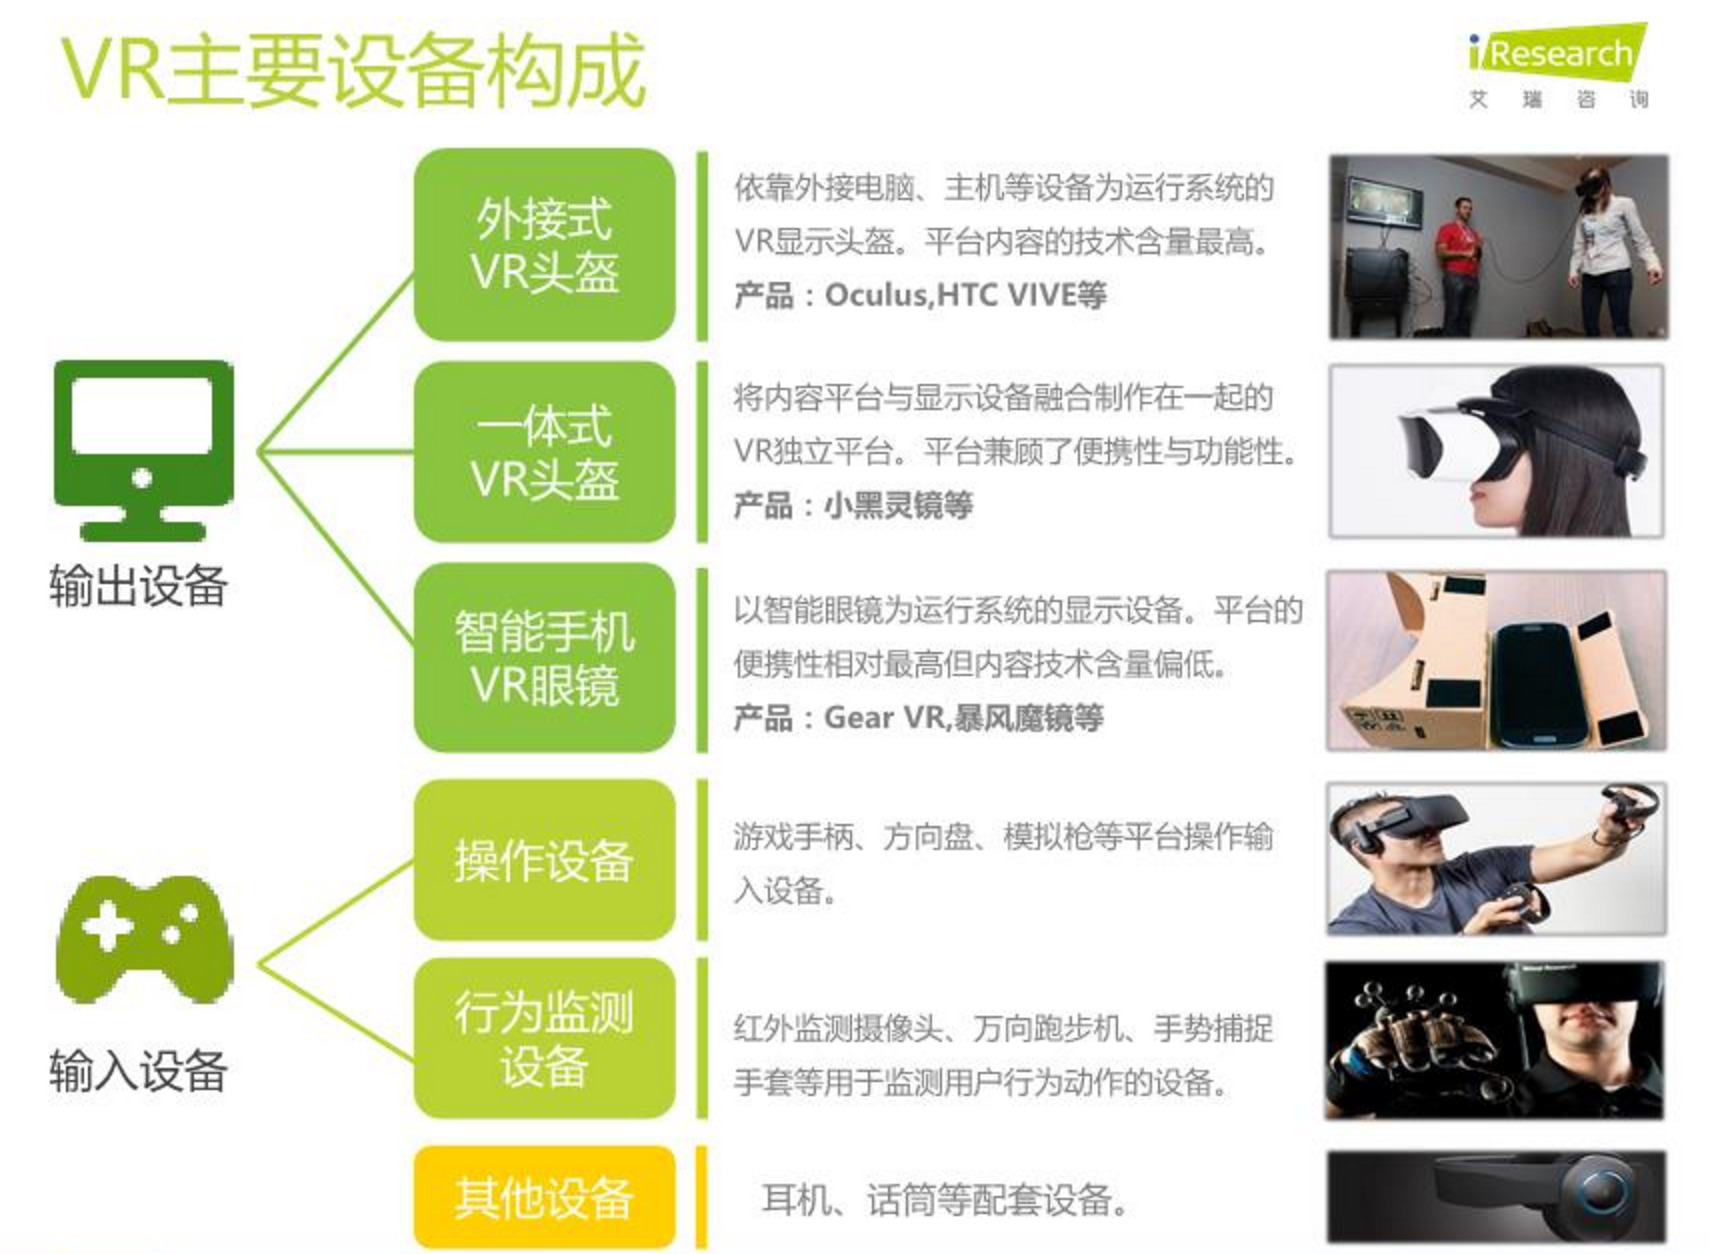 VR主要设备构成
iResearch
艾瑞咨询
外接式
VR头盔
依靠外接电脑、主机等设备为运行系统的
VR显示头盔。平台内容的技术含量最高。
产品：Oculus,HTC VIVE等
一体式
VR头盔
将内容平台与显示设备融合制作在一起的
VR独立平台。平台兼顾了便携性与功能性。
产品：小黑灵镜等
输出设备
智能手机
VR眼镜
以智能眼镜为运行系统的显示设备。平台的
便携性相对最高但内容技术含量偏低。
产品：Gear VR,暴风魔镜等
操作设备
游戏手柄、方向盘、模拟枪等平台操作输
入设备。
输入设备
行为监测
设备
红外监测摄像头、万向跑步机、手势捕捉
手套等用于监测用户行为动作的设备。
其他设备
耳机、话筒等配套设备。